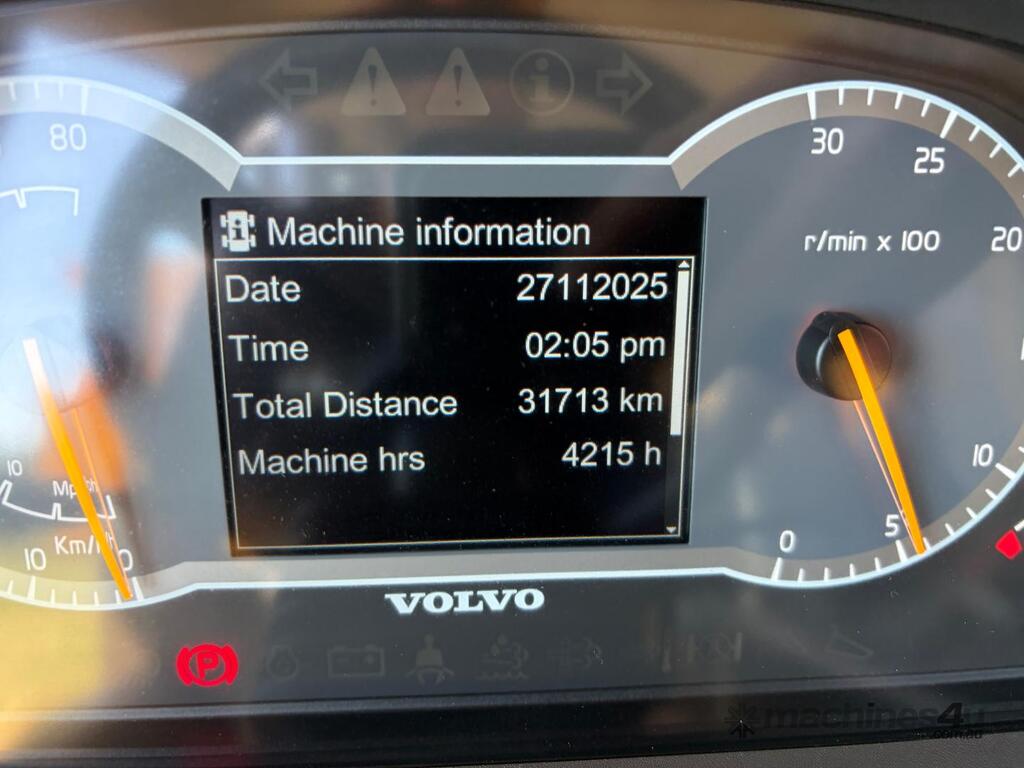 80
30
25
20
r/min x 100
10
5
0
Machine information
Date 27112025
Time 02:05 pm
Total Distance 31713 km
Machine hrs 4215 h
10
10 Km/h 0
VOLVO
P
machines4u
.com.au